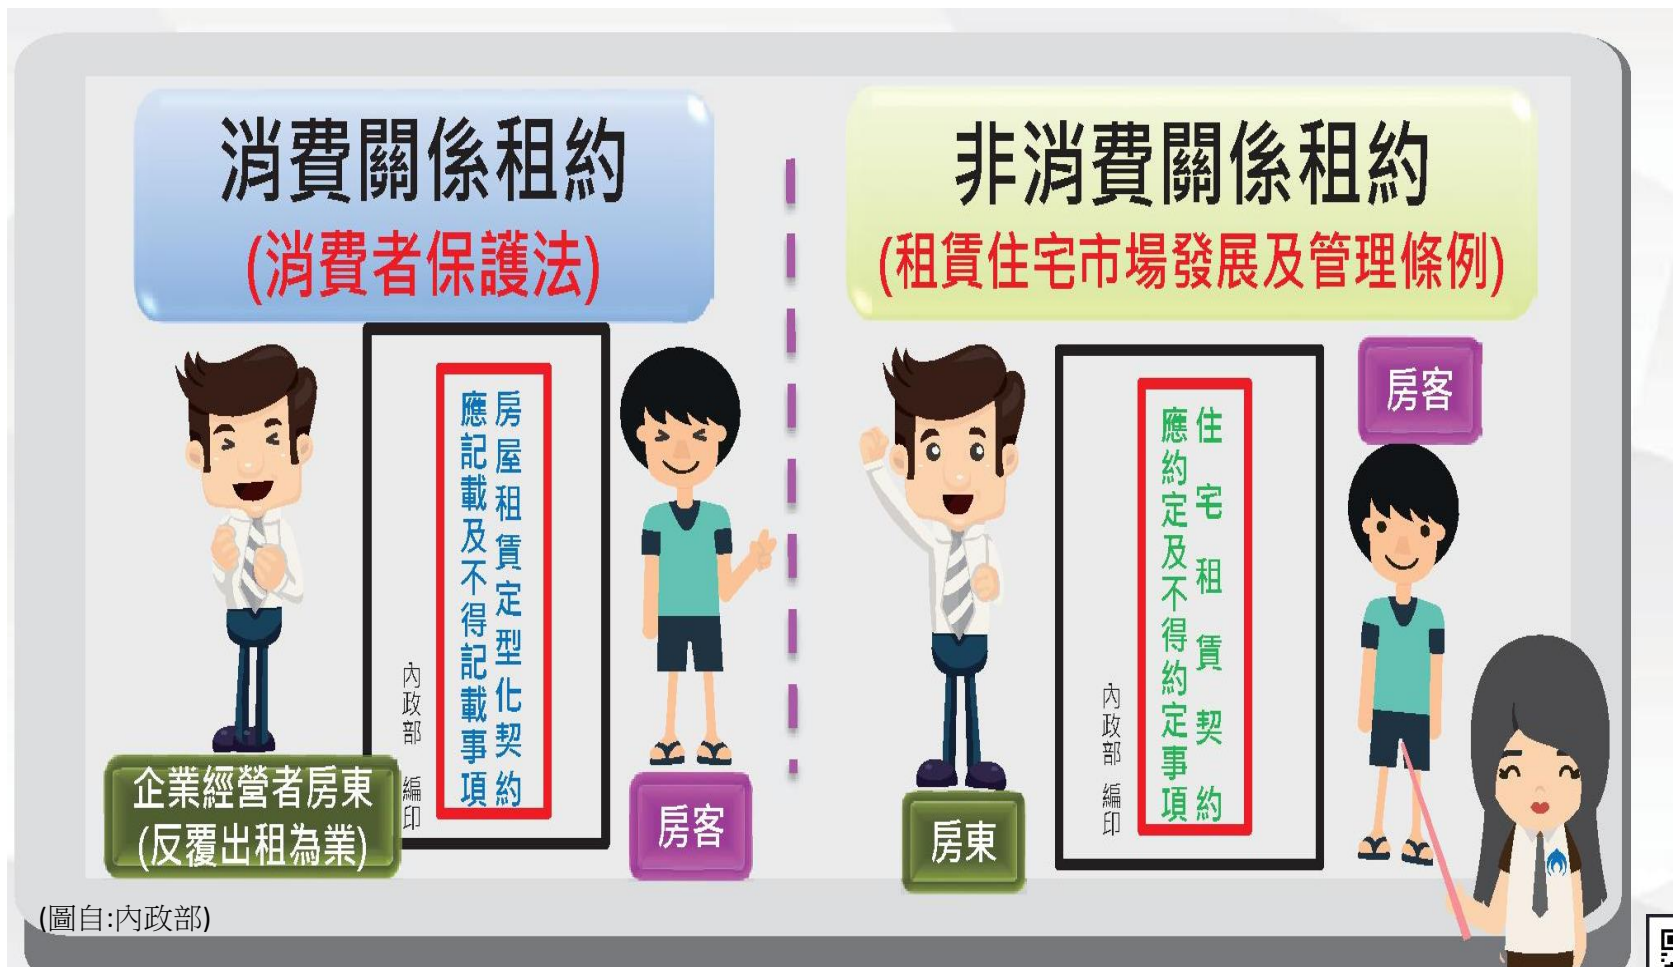 消費關係租約
(消費者保護法)
房屋租賃定型化契約
應記載及不得記載事項
內政部 編印
企業經營者房東
(反覆出租為業)
房客
非消費關係租約
(租賃住宅市場發展及管理條例)
房客
住宅租賃契約
應約定及不得約定事項
內政部 編印
房東
(圖自:內政部)